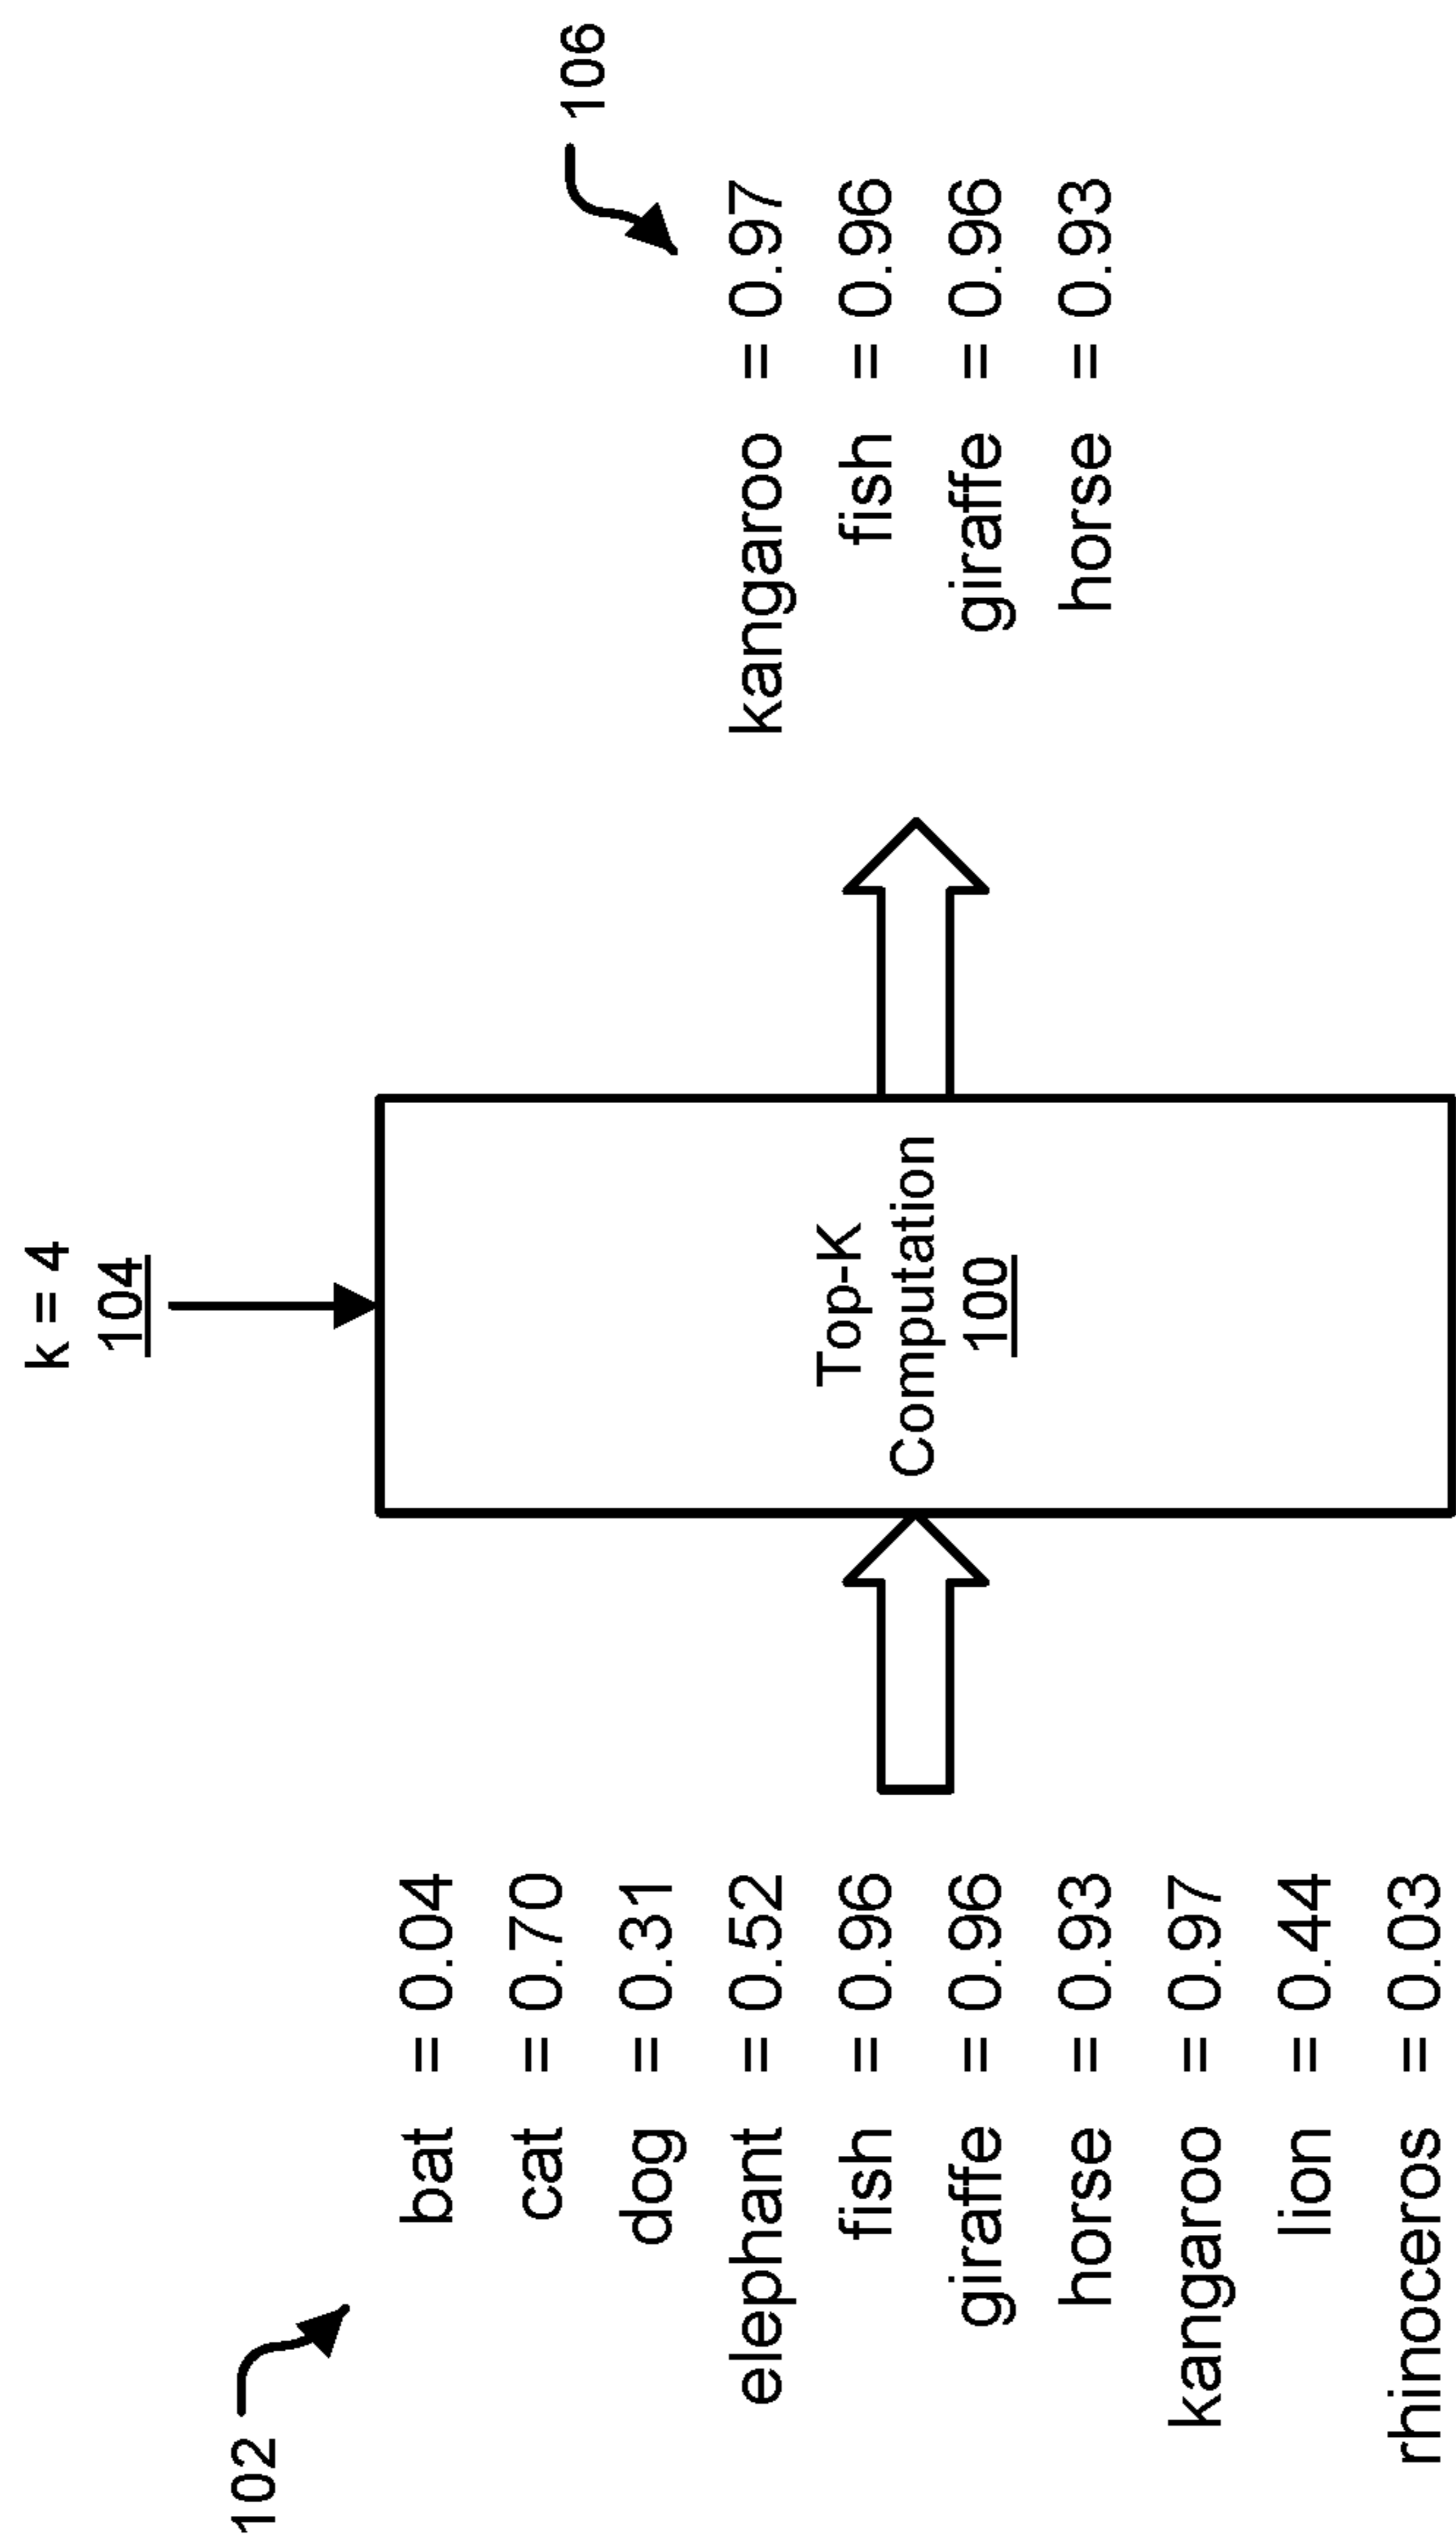 k = 4
104
102
bat = 0.04
cat = 0.70
dog = 0.31
elephant = 0.52
fish = 0.96
giraffe = 0.96
horse = 0.93
kangaroo = 0.97
lion = 0.44
rhinoceros = 0.03
Top-K
Computation
100
106
kangaroo = 0.97
fish = 0.96
giraffe = 0.96
horse = 0.93